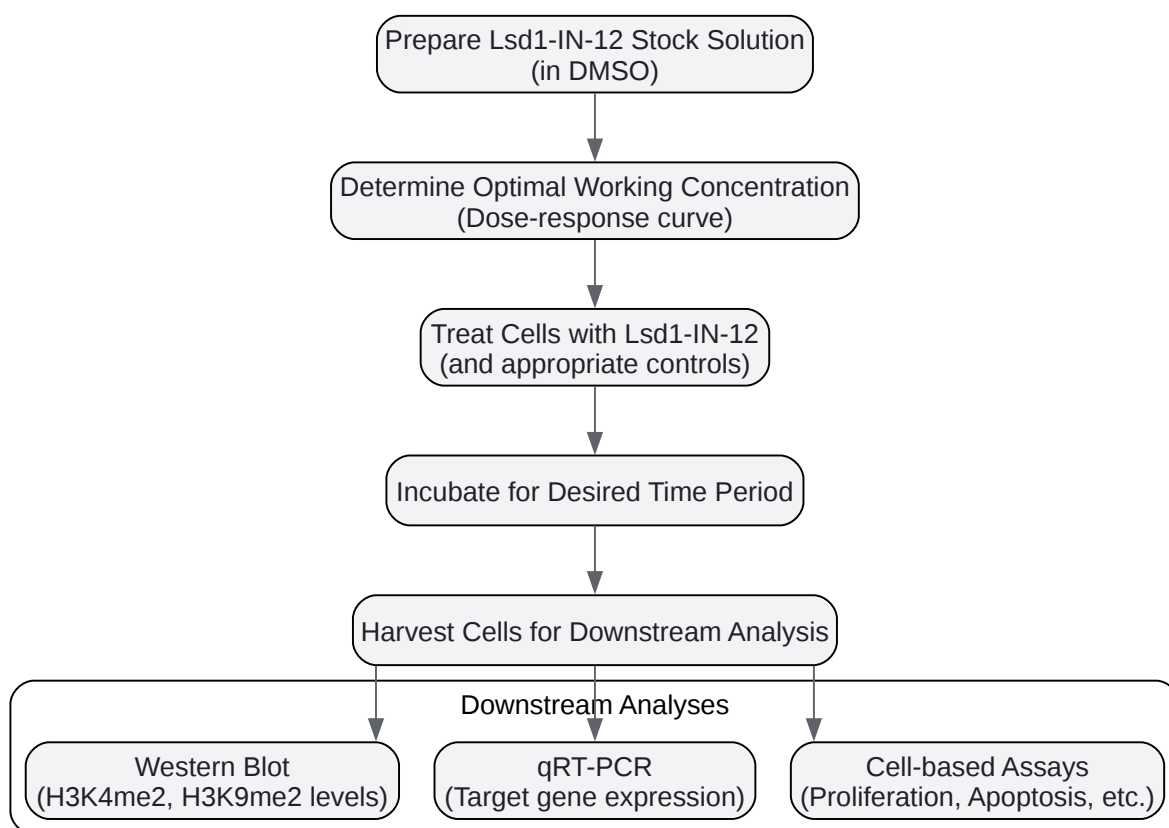 Prepare Lsd1-IN-12 Stock Solution
(in DMSO)
Determine Optimal Working Concentration
(Dose-response curve)
Treat Cells with Lsd1-IN-12
(and appropriate controls)
Incubate for Desired Time Period
Harvest Cells for Downstream Analysis
Downstream Analyses
Western Blot
(H3K4me2, H3K9me2 levels)
qRT-PCR
(Target gene expression)
Cell-based Assays
(Proliferation, Apoptosis, etc.)